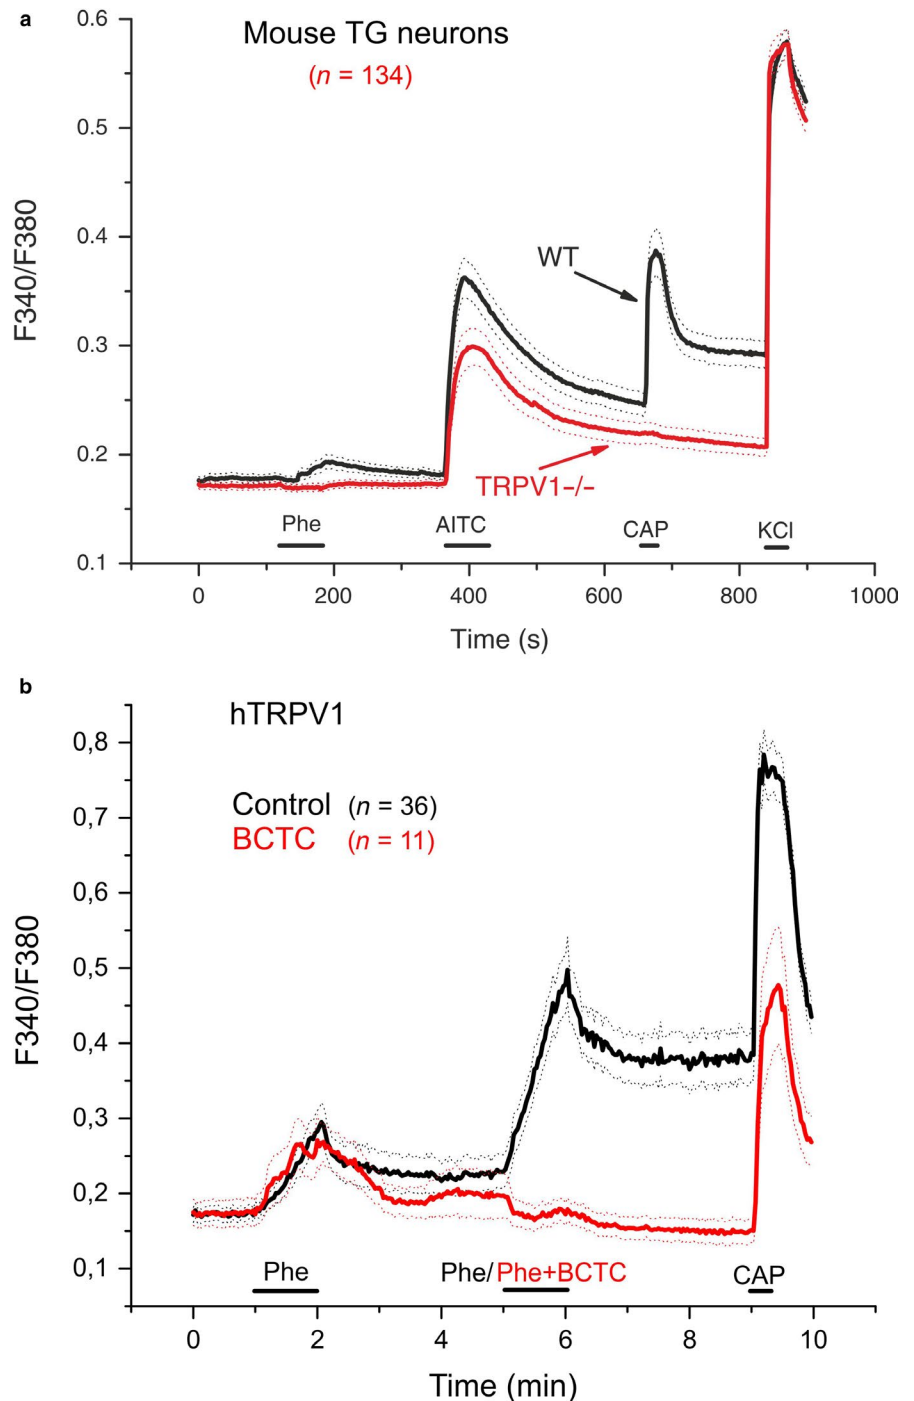 a
Mouse TG neurons
(n = 134)
0.6
0.5
0.4
0.3
0.2
0.1
F340/F380
WT
TRPV1-/-
Phe
AITC
CAP
KCl
0 200 400 600 800 1000
Time (s)
b
hTRPV1
Control (n = 36)
BCTC (n = 11)
0,8
0,7
0,6
0,5
0,4
0,3
0,2
0,1
F340/F380
Phe
Phe/Phe+BCTC
CAP
0 2 4 6 8 10
Time (min)